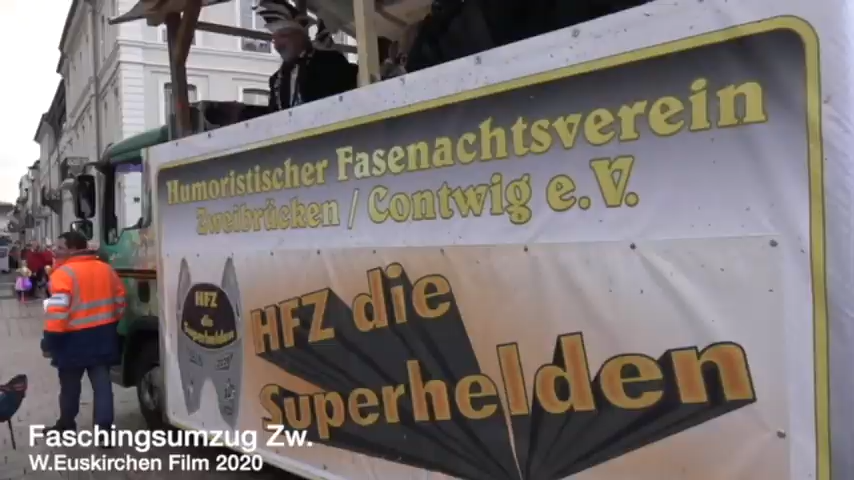 Humoristischer Fasenachtsverein
Zweibrücken / Contwig e.V.
HFZ
die
Superhelden
HFZ die
Superhelden
Faschingsumzug Zw.
W.Euskirchen Film 2020